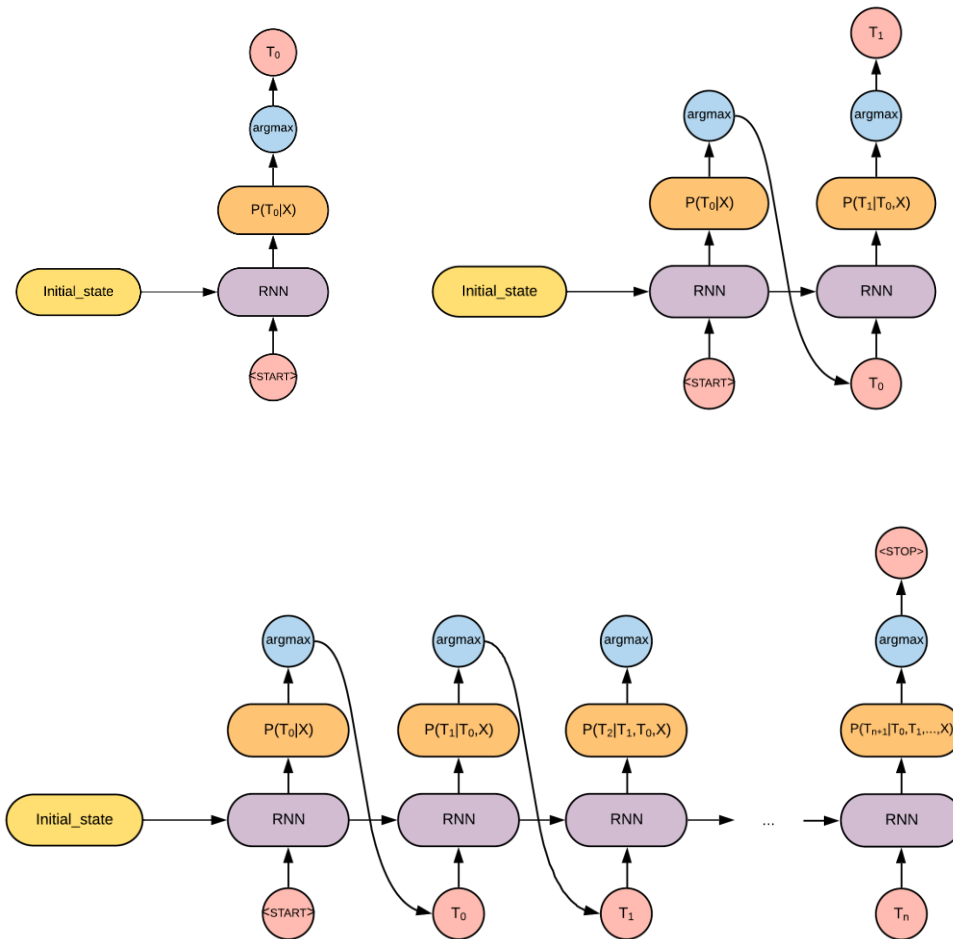 T₀
argmax
P(T₀|X)
Initial_state
RNN
<START>
T₁
argmax
argmax
P(T₀|X)
P(T₁|T₀,X)
Initial_state
RNN
RNN
<START>
T₀
<STOP>
argmax
argmax
argmax
argmax
P(T₀|X)
P(T₁|T₀,X)
P(T₂|T₁,T₀,X)
P(Tₙ₊₁|T₀,T₁,...,X)
Initial_state
RNN
RNN
RNN
...
RNN
<START>
T₀
T₁
Tₙ